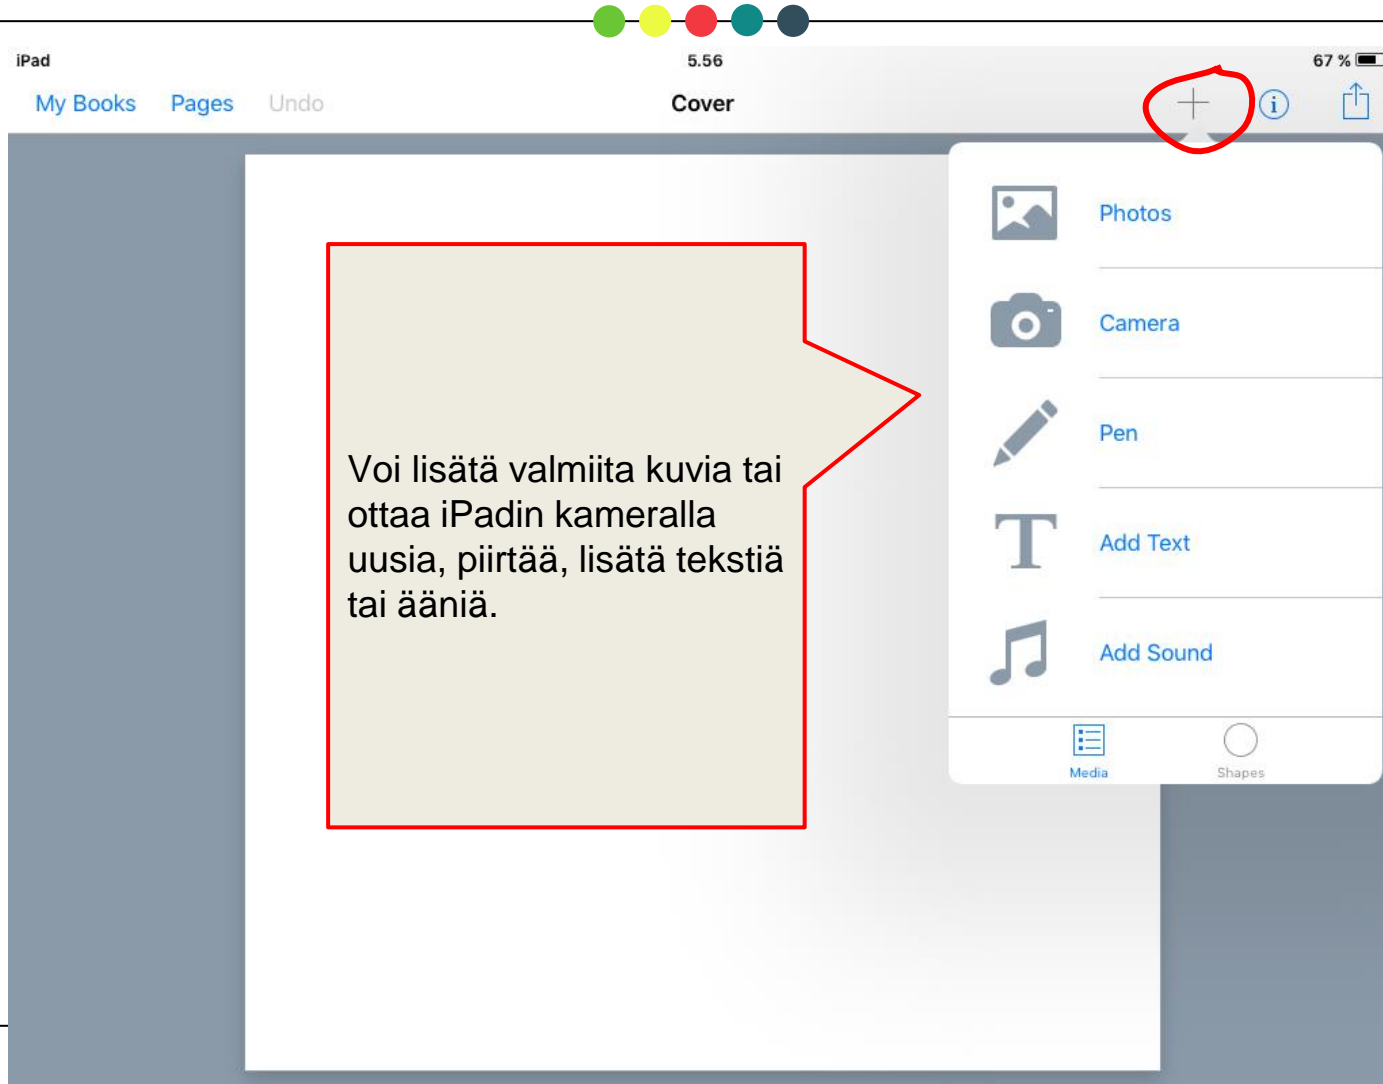 iPad 5.56 67 %
My Books Pages Undo Cover
Photos
Camera
Pen
Add Text
Add Sound
Media Shapes
Voi lisätä valmiita kuvia tai
ottaa iPadin kameralla
uusia, piirtää, lisätä tekstiä
tai ääniä.